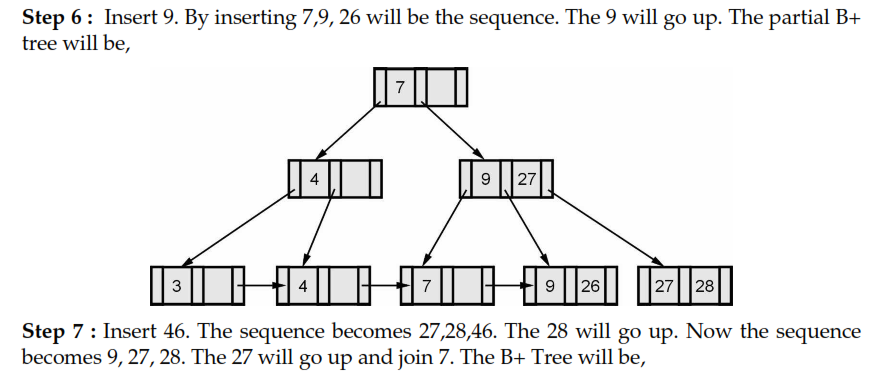 Step 6 : Insert 9. By inserting 7,9, 26 will be the sequence. The 9 will go up. The partial B+
tree will be,
7
4
9 27
3
4
7
9 26
27 28
Step 7 : Insert 46. The sequence becomes 27,28,46. The 28 will go up. Now the sequence
becomes 9, 27, 28. The 27 will go up and join 7. The B+ Tree will be,